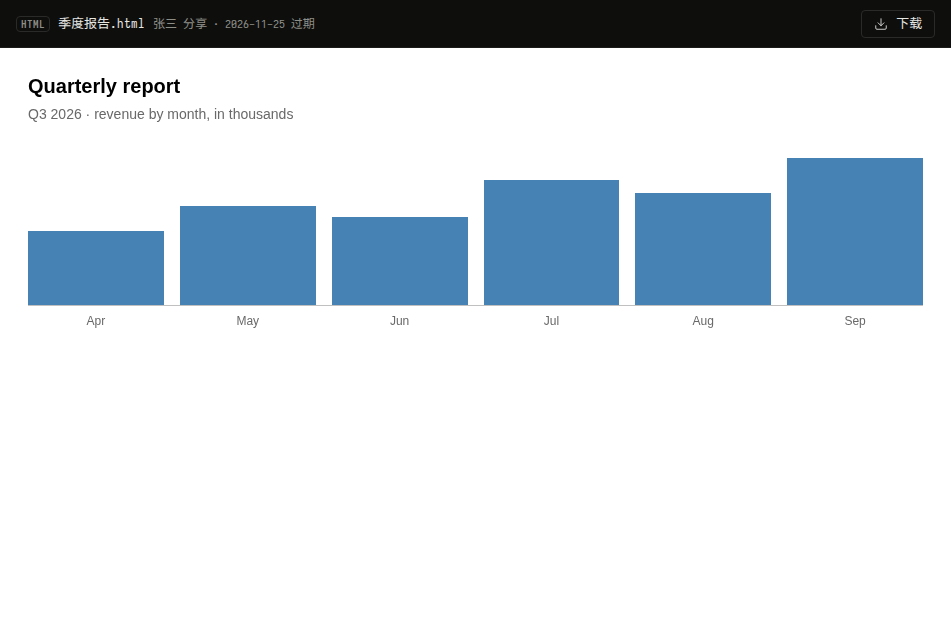 HTML 季度报告.html 张三 分享 · 2026-11-25 过期 下载
Quarterly report
Q3 2026 · revenue by month, in thousands
Apr May Jun Jul Aug Sep